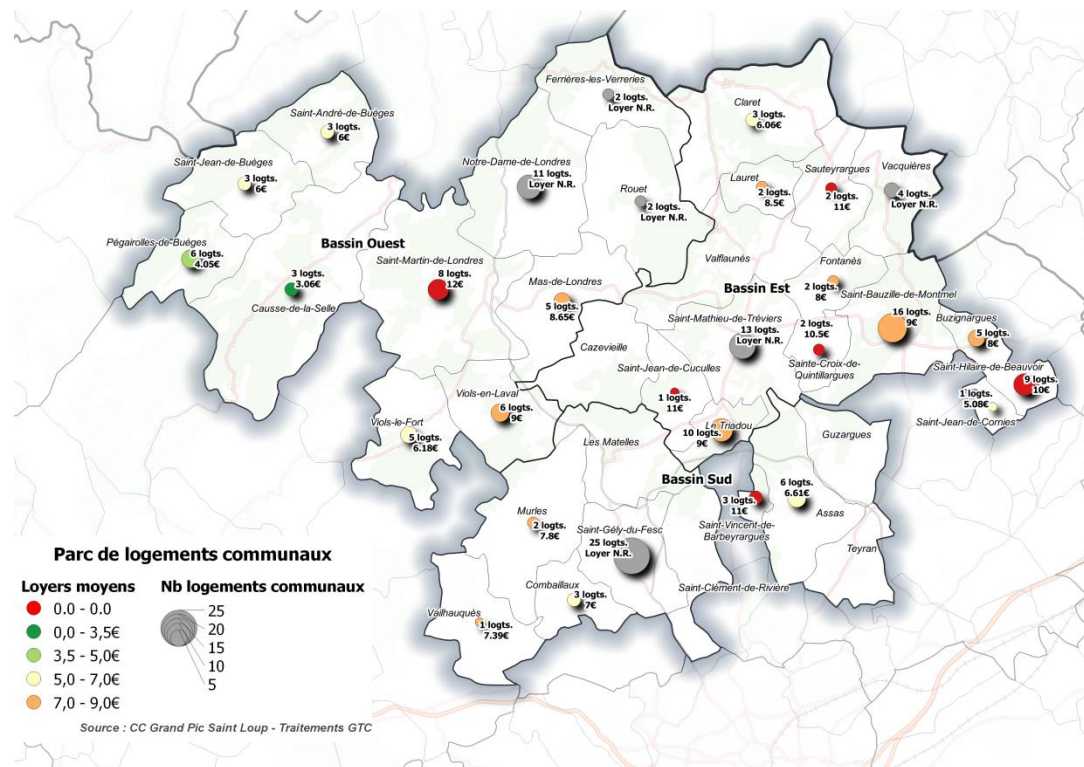 Ferrières-les-Verreries
2 logts.
Loyer N.R.
Claret
3 logts.
6.06€
Saint-André-de-Buèges
3 logts.
6€
Saint-Jean-de-Buèges
3 logts.
6€
Notre-Dame-de-Londres
11 logts.
Loyer N.R.
Rouet
2 logts.
Loyer N.R.
Lauret
2 logts.
8.5€
Sauteyrargues
2 logts.
11€
Vacquières
4 logts.
Loyer N.R.
Pégairolles-de-Buèges
6 logts.
4.05€
Bassin Ouest
3 logts.
3.06€
Causse-de-la-Selle
Saint-Martin-de-Londres
8 logts.
12€
Mas-de-Londres
5 logts.
8.65€
Valflaunès
Bassin Est
Fontanès
2 logts.
8€
Saint-Bauzille-de-Montmel
16 logts.
9€
Buzignargues
5 logts.
8€
Cazevieille
Saint-Mathieu-de-Tréviers
13 logts.
Loyer N.R.
2 logts.
10.5€
Sainte-Croix-de-
Quintillargues
Saint-Hilaire-de-Beauvoir
9 logts.
10€
1 logts.
5.08€
Saint-Jean-de-Cornies
Saint-Jean-de-Cuculles
1 logts.
11€
Viols-en-Laval
6 logts.
9€
Viols-le-Fort
5 logts.
6.18€
Le Triadou
10 logts.
9€
Les Matelles
Guzargues
Bassin Sud
3 logts.
11€
Saint-Vincent-de-
Barbeyrargues
6 logts.
6.61€
Assas
Teyran
Murles
2 logts.
7.8€
Saint-Gély-du-Fesc
25 logts.
Loyer N.R.
Saint-Clément-de-Rivière
Combaillaux
3 logts.
7€
Vailhauquès
1 logts.
7.39€
Parc de logements communaux
Loyers moyens
0.0 - 0.0
0,0 - 3,5€
3,5 - 5,0€
5,0 - 7,0€
7,0 - 9,0€
Nb logements communaux
25
20
15
10
5
Source : CC Grand Pic Saint Loup - Traitements GTC